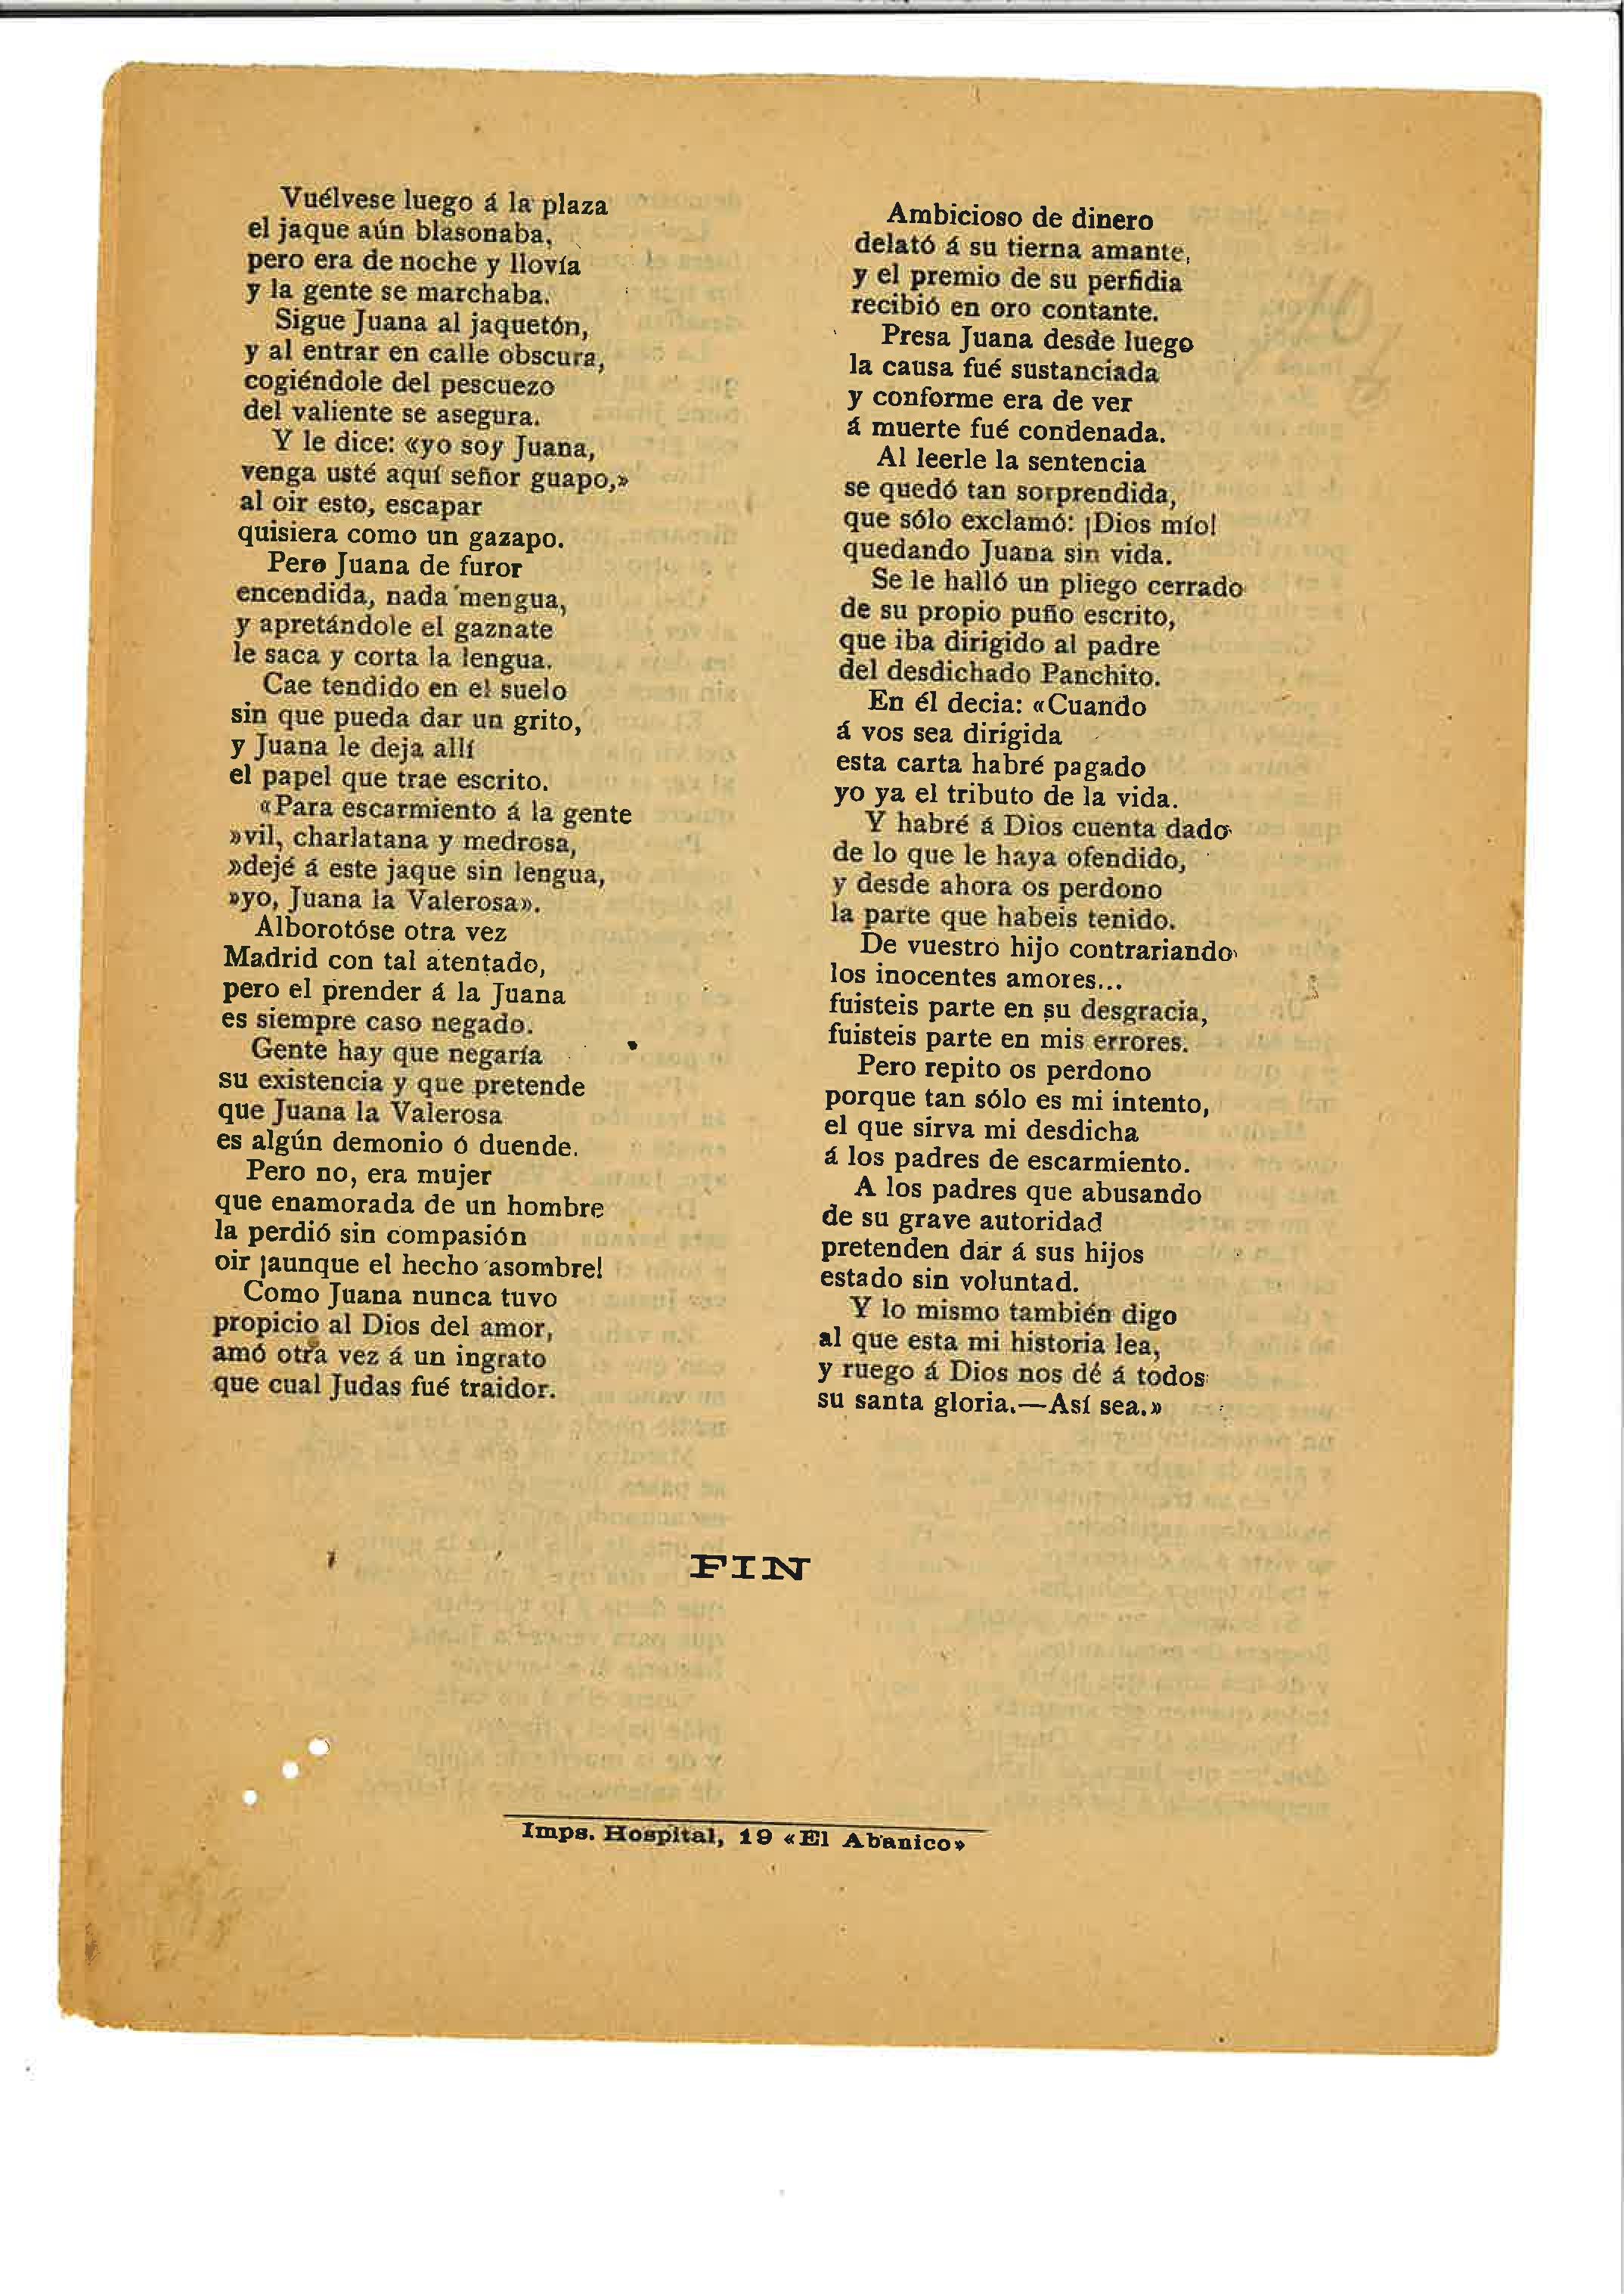 Vuélvese luego á la plaza
el jaque aún blasonaba,
pero era de noche y llovía
y la gente se marchaba.
Sigue Juana al jaquetón,
y al entrar en calle obscura,
cogiéndole del pescuezo
del valiente se asegura.
Y le dice: «yo soy Juana,
venga usté aquí señor guapo,»
al oir esto, escapar
quisiera como un gazapo.
Pero Juana de furor
encendida, nada mengua,
y apretándole el gaznate
le saca y corta la lengua.
Cae tendido en el suelo
sin que pueda dar un grito,
y Juana le deja allí
el papel que trae escrito.
«Para escarmiento á la gente
»vil, charlatana y medrosa,
»dejé á este jaque sin lengua,
»yo, Juana la Valerosa».
Alborotóse otra vez
Madrid con tal atentado,
pero el prender á la Juana
es siempre caso negado.
Gente hay que negaría
su existencia y que pretende
que Juana la Valerosa
es algún demonio ó duende.
Pero no, era mujer
que enamorada de un hombre
la perdió sin compasión
oir ¡aunque el hecho asombre!
Como Juana nunca tuvo
propicio al Dios del amor,
amó otra vez á un ingrato
que cual Judas fué traidor.
Ambicioso de dinero
delató á su tierna amante,
y el premio de su perfidia
recibió en oro contante.
Presa Juana desde luego
la causa fué sustanciada
y conforme era de ver
á muerte fué condenada.
Al leerle la sentencia
se quedó tan sorprendida,
que sólo exclamó: ¡Dios mío!
quedando Juana sin vida.
Se le halló un pliego cerrado
de su propio puño escrito,
que iba dirigido al padre
del desdichado Panchito.
En él decia: «Cuando
á vos sea dirigida
esta carta habré pagado
yo ya el tributo de la vida.
Y habré á Dios cuenta dado
de lo que le haya ofendido,
y desde ahora os perdono
la parte que habeis tenido.
De vuestro hijo contrariando
los inocentes amores...
fuisteis parte en su desgracia,
fuisteis parte en mis errores.
Pero repito os perdono
porque tan sólo es mi intento,
el que sirva mi desdicha
á los padres de escarmiento.
A los padres que abusando
de su grave autoridad
pretenden dar á sus hijos
estado sin voluntad.
Y lo mismo también digo
al que esta mi historia lea,
y ruego á Dios nos dé á todos
su santa gloria.—Así sea.»
FIN
Imps. Hospital, 19 «El Abanico»